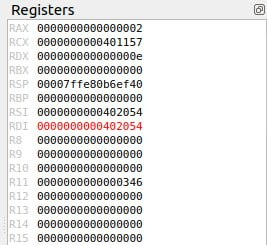 Registers
RAX 0000000000000002
RCX 0000000000401157
RDX 000000000000000e
RBX 0000000000000000
RSP 00007ffe80b6ef40
RBP 0000000000000000
RSI 0000000000402054
RDI 0000000000402054
R8 0000000000000000
R9 0000000000000000
R10 0000000000000000
R11 0000000000000346
R12 0000000000000000
R13 0000000000000000
R14 0000000000000000
R15 0000000000000000